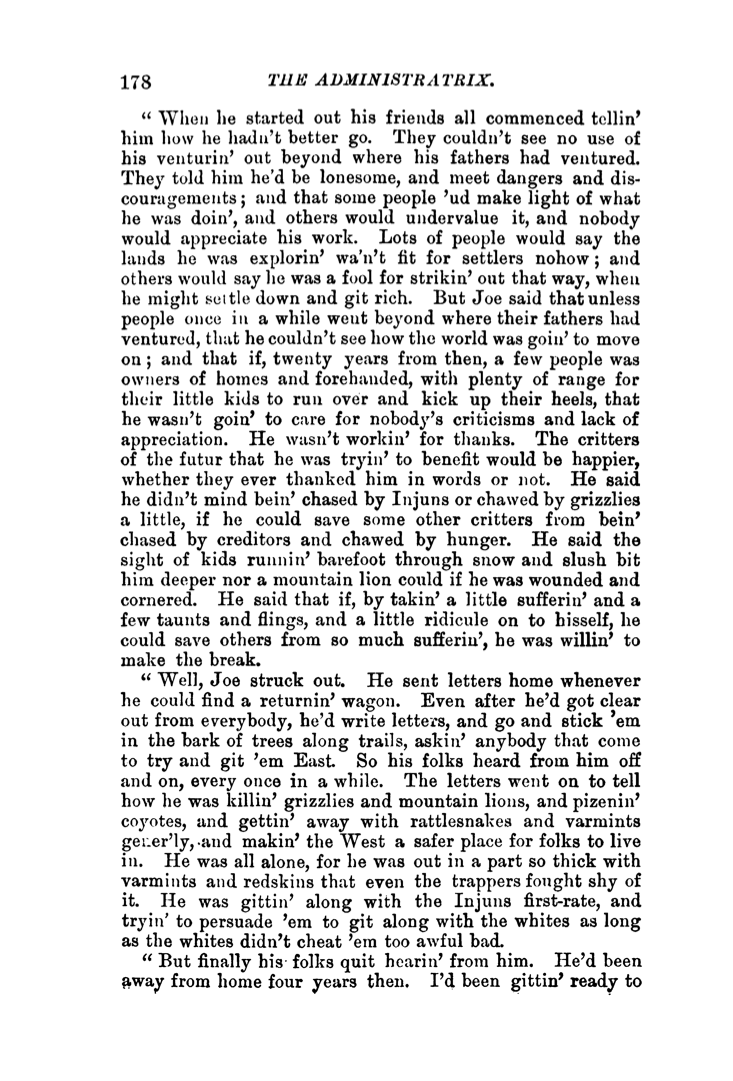 178 THE ADMINISTRATRIX.
“ When he started out his friends all commenced tellin’
him how he hadn’t better go. They couldn’t see no use of
his venturin’ out beyond where his fathers had ventured.
They told him he’d be lonesome, and meet dangers and dis-
couragements; and that some people ’ud make light of what
he was doin’, and others would undervalue it, and nobody
would appreciate his work. Lots of people would say the
lands he was explorin’ wa’n’t fit for settlers nohow; and
others would say he was a fool for strikin’ out that way, when
he might settle down and git rich. But Joe said that unless
people once in a while went beyond where their fathers had
ventured, that he couldn’t see how the world was goin’ to move
on; and that if, twenty years from then, a few people was
owners of homes and forehanded, with plenty of range for
their little kids to run over and kick up their heels, that
he wasn’t goin’ to care for nobody’s criticisms and lack of
appreciation. He wasn’t workin’ for thanks. The critters
of the futur that he was tryin’ to benefit would be happier,
whether they ever thanked him in words or not. He said
he didn’t mind bein’ chased by Injuns or chawed by grizzlies
a little, if he could save some other critters from bein’
chased by creditors and chawed by hunger. He said the
sight of kids runnin’ barefoot through snow and slush bit
him deeper nor a mountain lion could if he was wounded and
cornered. He said that if, by takin’ a little sufferin’ and a
few taunts and flings, and a little ridicule on to hisself, he
could save others from so much sufferin’, he was willin’ to
make the break.
“ Well, Joe struck out. He sent letters home whenever
he could find a returnin’ wagon. Even after he’d got clear
out from everybody, he’d write letters, and go and stick ’em
in the bark of trees along trails, askin’ anybody that come
to try and git ’em East. So his folks heard from him off
and on, every once in a while. The letters went on to tell
how he was killin’ grizzlies and mountain lions, and pizenin’
coyotes, and gettin’ away with rattlesnakes and varmints
gener’ly, and makin’ the West a safer place for folks to live
in. He was all alone, for he was out in a part so thick with
varmints and redskins that even the trappers fought shy of
it. He was gittin’ along with the Injuns first-rate, and
tryin’ to persuade ’em to git along with the whites as long
as the whites didn’t cheat ’em too awful bad.
“ But finally his folks quit hearin’ from him. He’d been
away from home four years then. I’d been gittin’ ready to